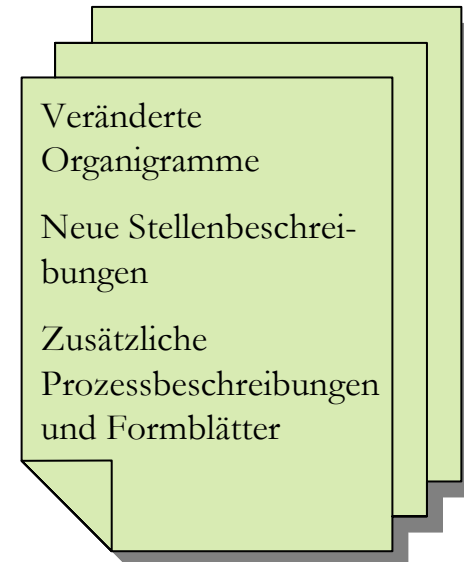 Veränderte
Organigramme
Neue Stellenbeschrei-
bungen
Zusätzliche
Prozessbeschreibungen
und Formblätter